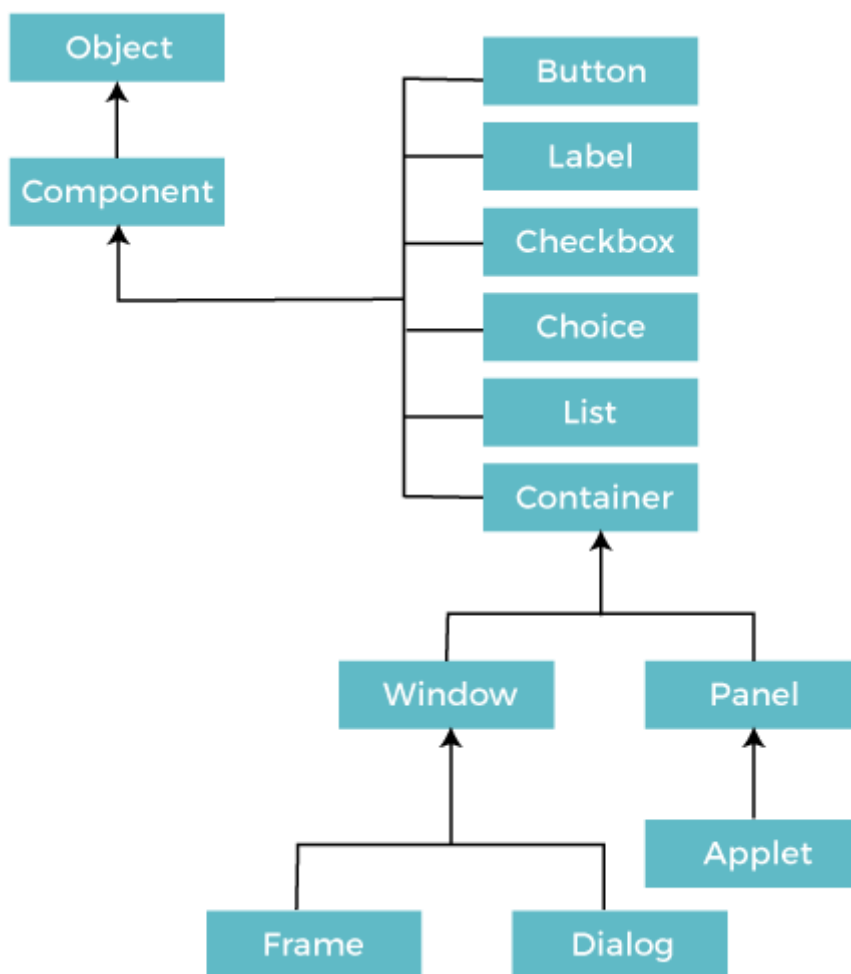 Object
Component
Button
Label
Checkbox
Choice
List
Container
Window
Panel
Applet
Frame
Dialog